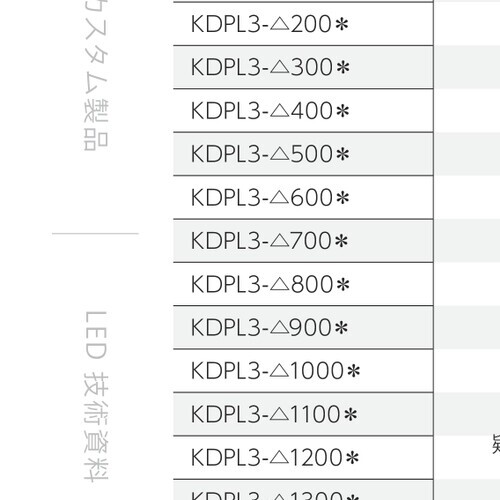 カスタム製品
LED 技術資料
KDPL3-△200＊
KDPL3-△300＊
KDPL3-△400＊
KDPL3-△500＊
KDPL3-△600＊
KDPL3-△700＊
KDPL3-△800＊
KDPL3-△900＊
KDPL3-△1000＊
KDPL3-△1100＊
KDPL3-△1200＊
KDPL3-△1300＊